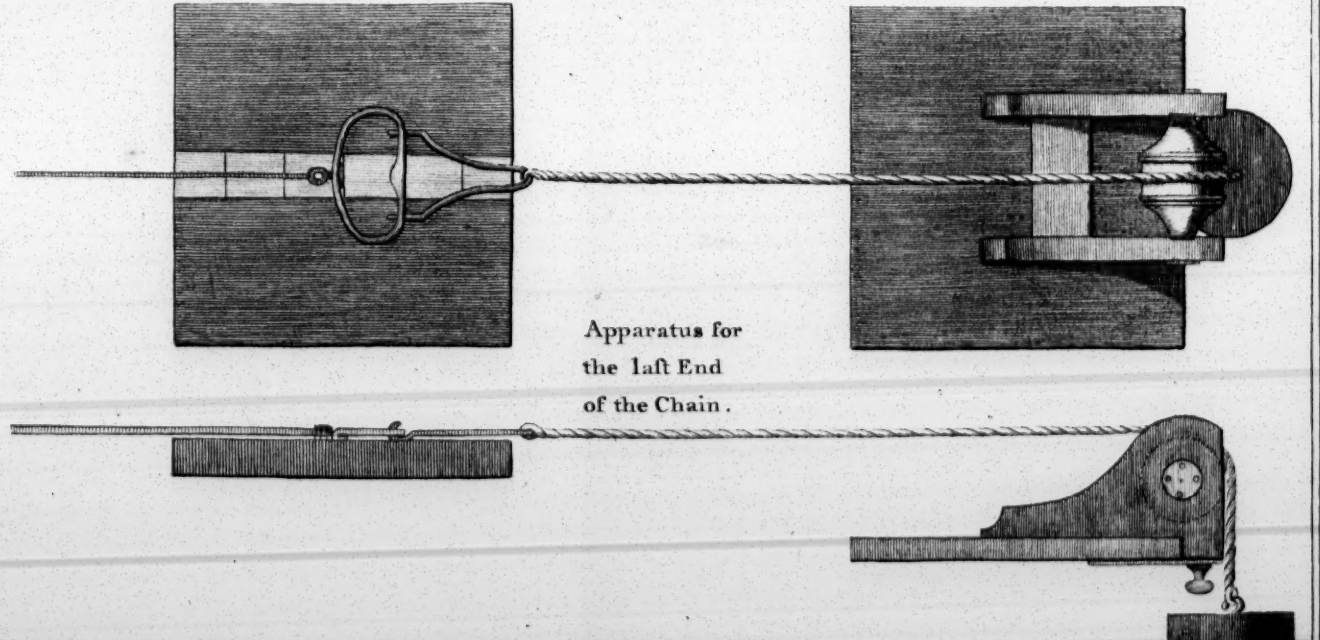 Apparatus for
the laſt End
of the Chain.